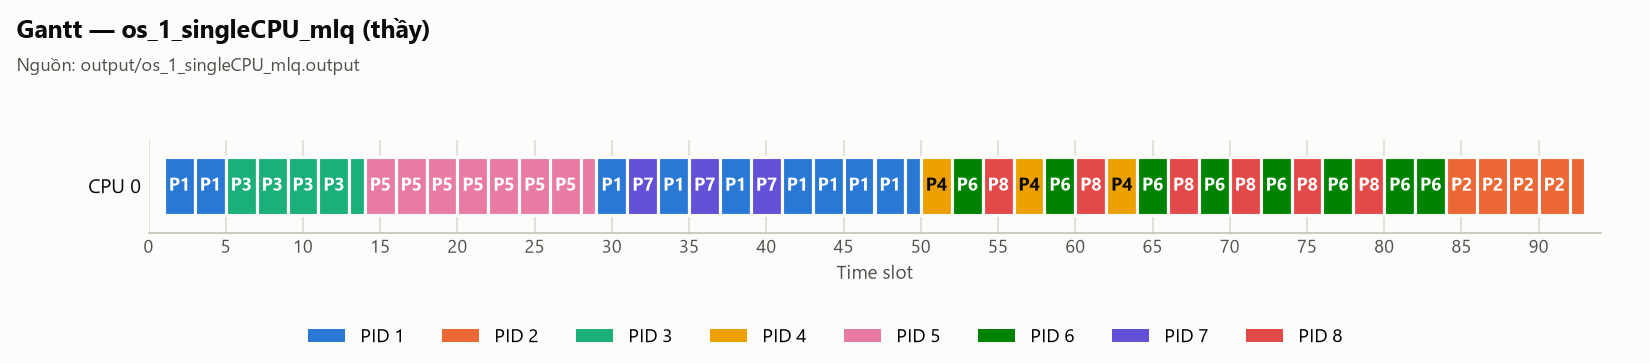 Gantt — os_1_singleCPU_mlq (thầy)
Nguồn: output/os_1_singleCPU_mlq.output
CPU 0 P1 P1 P3 P3 P3 P3 P5 P5 P5 P5 P5 P5 P5 P1 P7 P1 P7 P1 P7 P1 P1 P1 P1 P4 P6 P8 P4 P6 P8 P4 P6 P8 P6 P8 P6 P8 P6 P8 P6 P6 P2 P2 P2 P2
0 5 10 15 20 25 30 35 40 45 50 55 60 65 70 75 80 85 90
Time slot
PID 1 PID 2 PID 3 PID 4 PID 5 PID 6 PID 7 PID 8